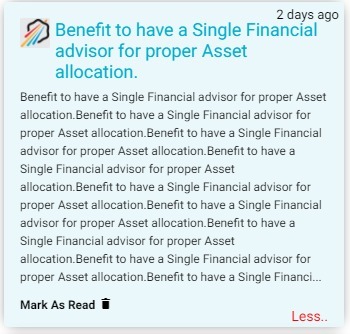 2 days ago
Benefit to have a Single Financial
advisor for proper Asset
allocation.
Benefit to have a Single Financial advisor for proper Asset
allocation.Benefit to have a Single Financial advisor for
proper Asset allocation.Benefit to have a Single Financial
advisor for proper Asset allocation.Benefit to have a
Single Financial advisor for proper Asset
allocation.Benefit to have a Single Financial advisor for
proper Asset allocation.Benefit to have a Single Financial
advisor for proper Asset allocation.Benefit to have a
Single Financial advisor for proper Asset
allocation.Benefit to have a Single Financial advisor for
proper Asset allocation.Benefit to have a Single Financi...
Mark As Read
Less..